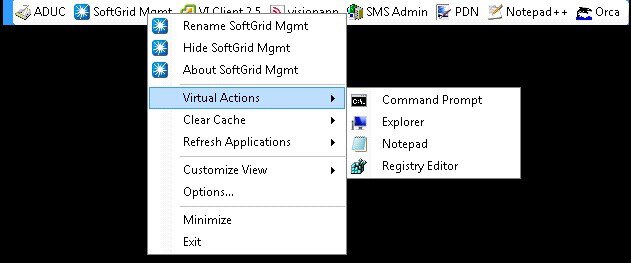 ADUC SoftGrid Mgmt VI Client 2.5 visionapp SMS Admin PDN Notepad++ Orca
Rename SoftGrid Mgmt
Hide SoftGrid Mgmt
About SoftGrid Mgmt
Virtual Actions
Command Prompt
Explorer
Notepad
Registry Editor
Clear Cache
Refresh Applications
Customize View
Options...
Minimize
Exit